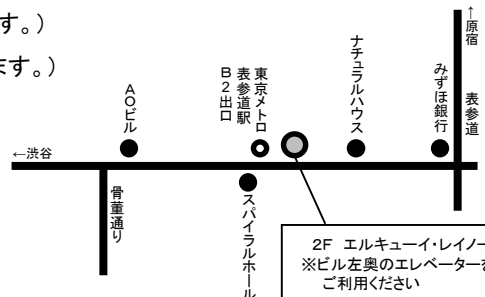 す。）
ます。）
↑原宿
表参道
みずほ銀行
ナチュラルハウス
東京メトロ
表参道駅
B2出口
AOビル
←渋谷
骨董通り
スパイラルホール
2F エルキューイ・レイノー
※ビル左奥のエレベーターを
ご利用ください